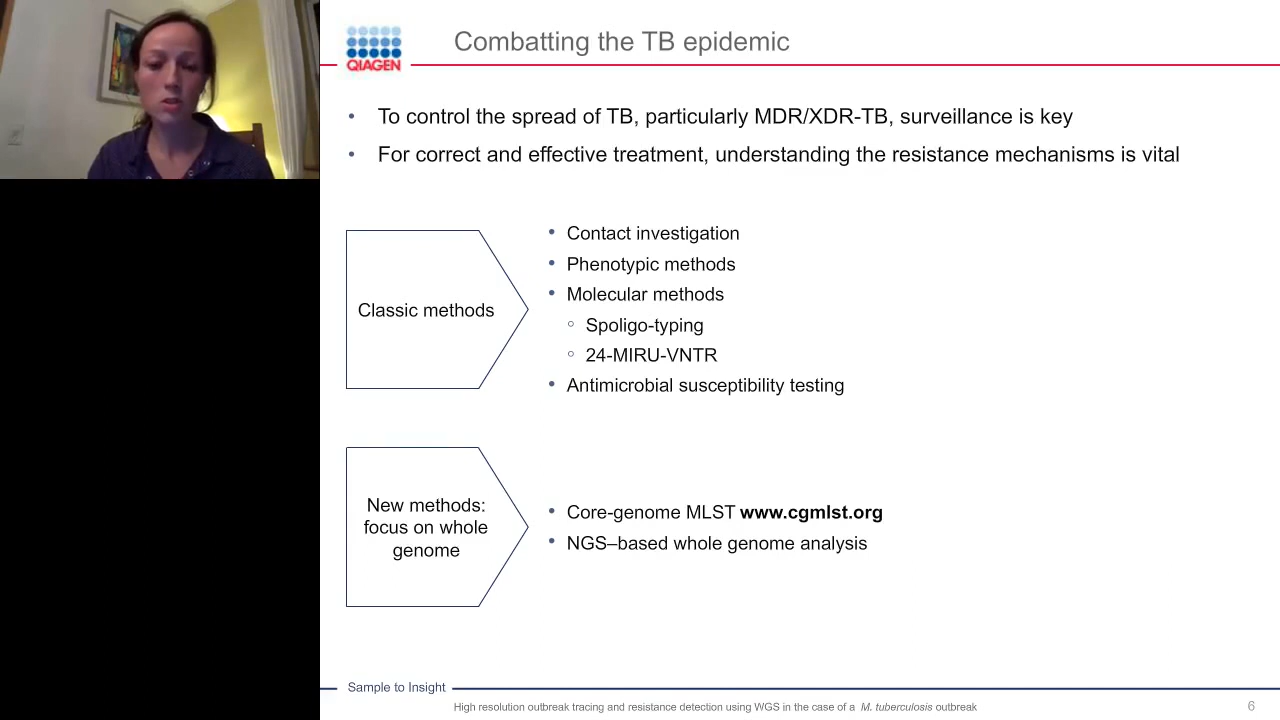 QIAGEN
Combatting the TB epidemic
• To control the spread of TB, particularly MDR/XDR-TB, surveillance is key
• For correct and effective treatment, understanding the resistance mechanisms is vital
Classic methods
• Contact investigation
• Phenotypic methods
• Molecular methods
○ Spoligo-typing
○ 24-MIRU-VNTR
• Antimicrobial susceptibility testing
New methods:
focus on whole
genome
• Core-genome MLST www.cgmlst.org
• NGS–based whole genome analysis
Sample to Insight
High resolution outbreak tracing and resistance detection using WGS in the case of a M. tuberculosis outbreak
6